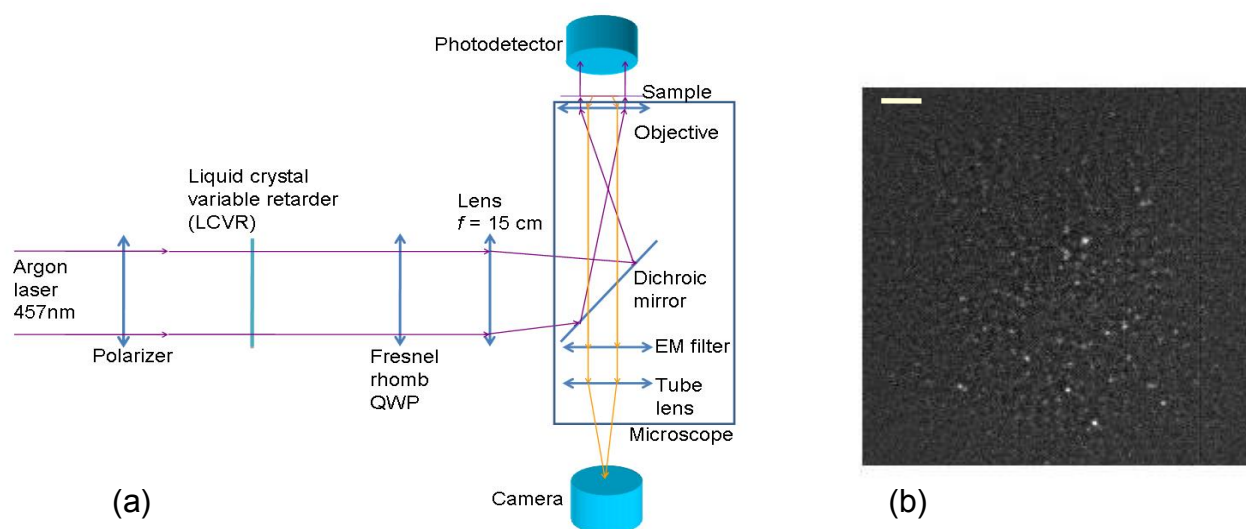 Photodetector
Sample
Objective
Liquid crystal
variable retarder
(LCVR)
Lens
f = 15 cm
Argon
laser
457nm
Dichroic
mirror
Polarizer
Fresnel
rhomb
QWP
EM filter
Tube
lens
Microscope
Camera
(a)
(b)